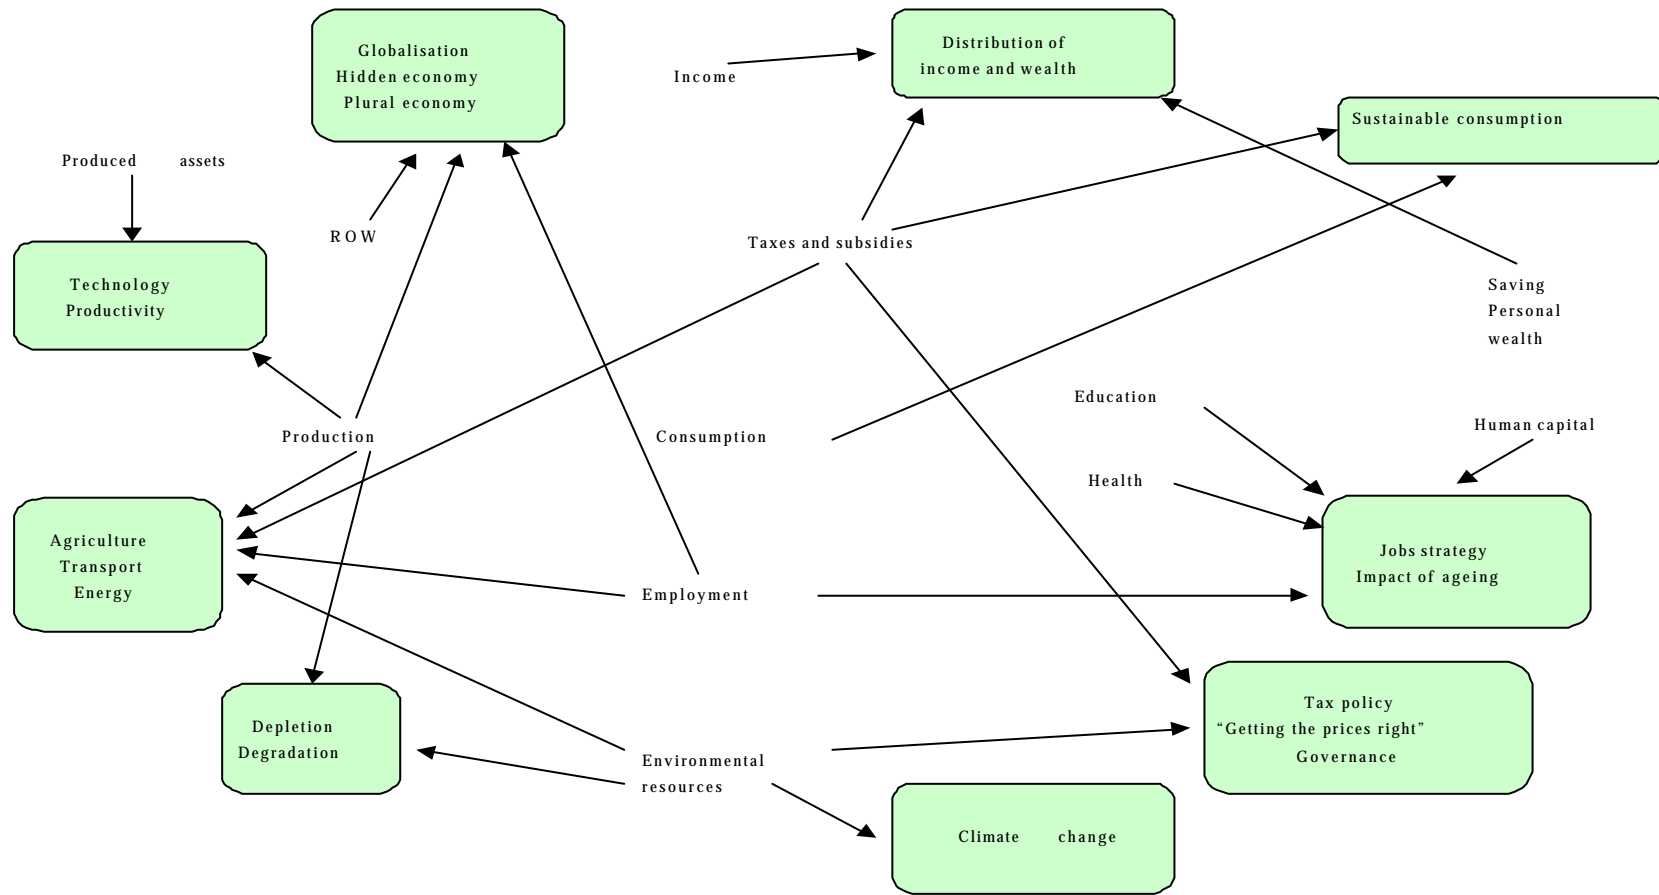 Globalisation
Hidden economy
Plural economy
Distribution of
income and wealth
Income
Sustainable consumption
Produced assets
ROW
Taxes and subsidies
Technology
Productivity
Saving
Personal
wealth
Education
Human capital
Production
Consumption
Health
Agriculture
Transport
Energy
Jobs strategy
Impact of ageing
Employment
Tax policy
“Getting the prices right”
Governance
Depletion
Degradation
Environmental
resources
Climate change